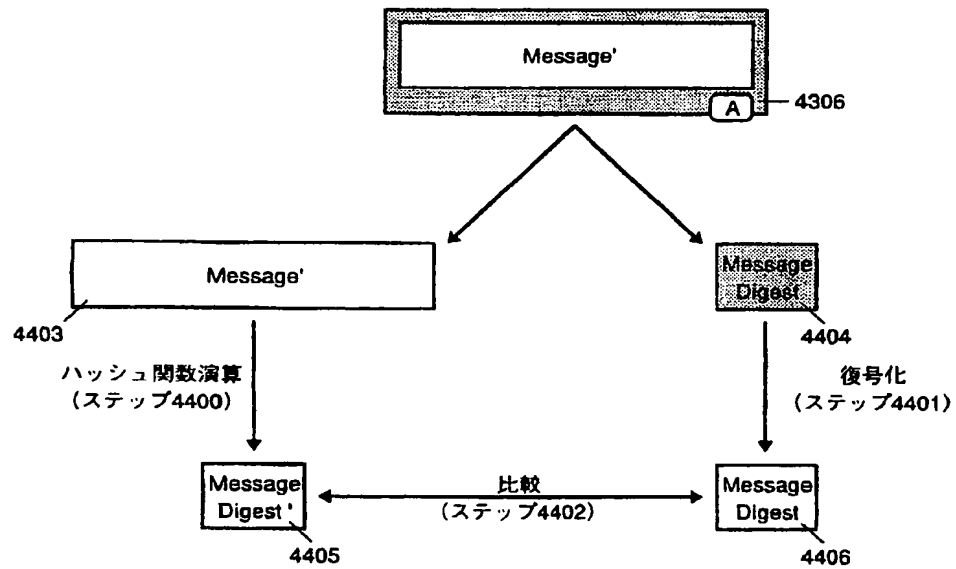 Message'
A
4306
Message'
4403
Message
Digest
4404
ハッシュ関数演算
(ステップ4400)
復号化
(ステップ4401)
Message
Digest '
4405
比較
(ステップ4402)
Message
Digest
4406